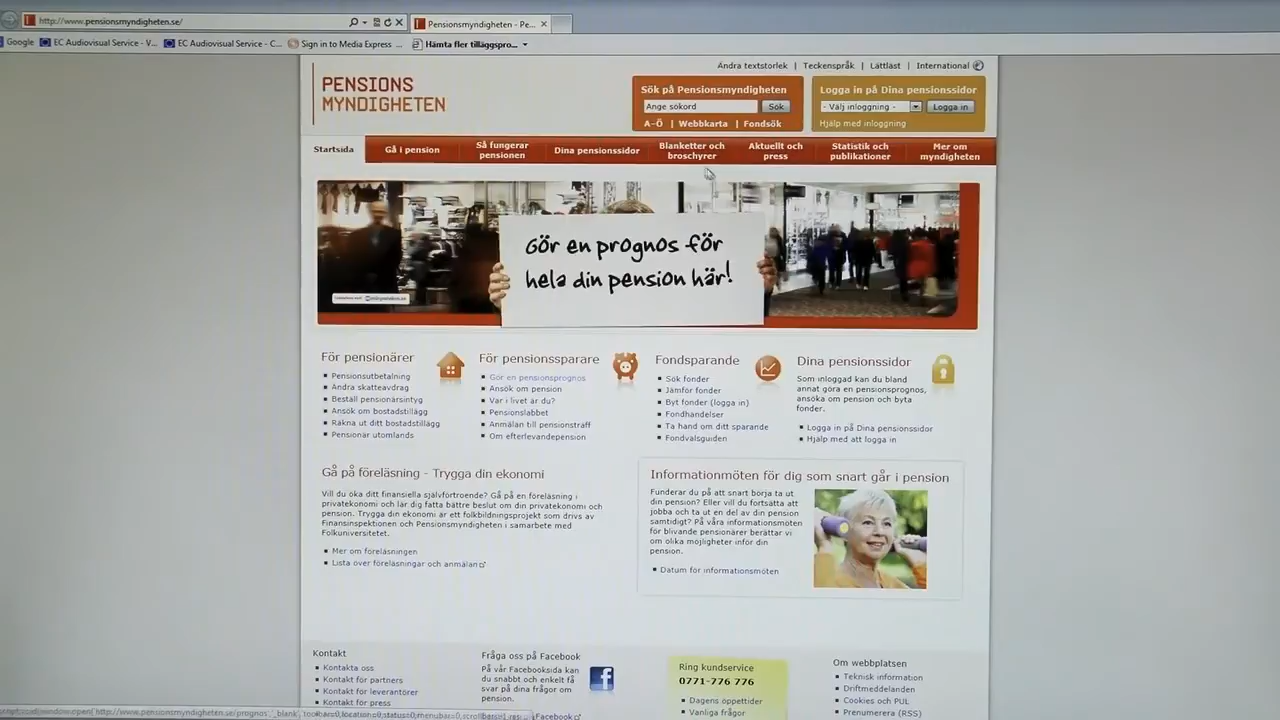 http://www.pensionsmyndigheten.se/
Pensionsmyndigheten - Pe...
Google
EC Audiovisual Service - V...
EC Audiovisual Service - C...
Sign in to Media Express ...
Hämta fler tilläggspro...
Ändra textstorlek | Teckenspråk | Lättläst | International
PENSIONS
MYNDIGHETEN
Sök på Pensionsmyndigheten
Ange sökord
Sök
A-Ö | Webbkarta | Fondsök
Logga in på Dina pensionssidor
- Välj inloggning -
Logga in
Hjälp med inloggning
Startsida
Gå i pension
Så fungerar
pensionen
Dina pensionssidor
Blanketter och
broschyrer
Aktuellt och
press
Statistik och
publikationer
Mer om
myndigheten
Gör en prognos för
hela din pension här!
För pensionärer
Pensionsutbetalning
Ändra skatteavdrag
Beställ pensionärsintyg
Ansök om bostadstillägg
Räkna ut ditt bostadstillägg
Pensionär utomlands
För pensionssparare
Gör en pensionsprognos
Ansök om pension
Var i livet är du?
Pensionslabbet
Anmälan till pensionsträff
Om efterlevandepension
Fondsparande
Sök fonder
Jämför fonder
Byt fonder (logga in)
Fondhandelser
Ta hand om ditt sparande
Fondvalsguiden
Dina pensionssidor
Som inloggad kan du bland
annat göra en pensionsprognos,
ansöka om pension och byta
fonder.
Logga in på Dina pensionssidor
Hjälp med att logga in
Gå på föreläsning - Trygga din ekonomi
Vill du öka ditt finansiella självförtroende? Gå på en föreläsning i
privatekonomi och lär dig fatta bättre beslut om din privatekonomi och
pension. Trygga din ekonomi är ett folkbildningsprojekt som drivs av
Finansinspektionen och Pensionsmyndigheten i samarbete med
Folkuniversitetet.
Mer om föreläsningen
Lista över föreläsningar och anmälan
Informationmöten för dig som snart går i pension
Funderar du på att snart börja ta ut
din pension? Eller vill du fortsätta att
jobba och ta ut en del av din pension
samtidigt? På våra informationsmöten
för blivande pensionärer berättar vi
om olika möjligheter inför din
pension.
Datum för informationsmöten
Kontakt
Kontakta oss
Kontakt för partners
Kontakt för leverantörer
Kontakt för press
Fråga oss på Facebook
På vår Facebooksida kan
du snabbt och enkelt få
svar på dina frågor om
pension.
Facebook
Ring kundservice
0771-776 776
Dagens öppettider
Vanliga frågor
Om webbplatsen
Teknisk information
Driftmeddelanden
Cookies och PUL
Prenumerera (RSS)